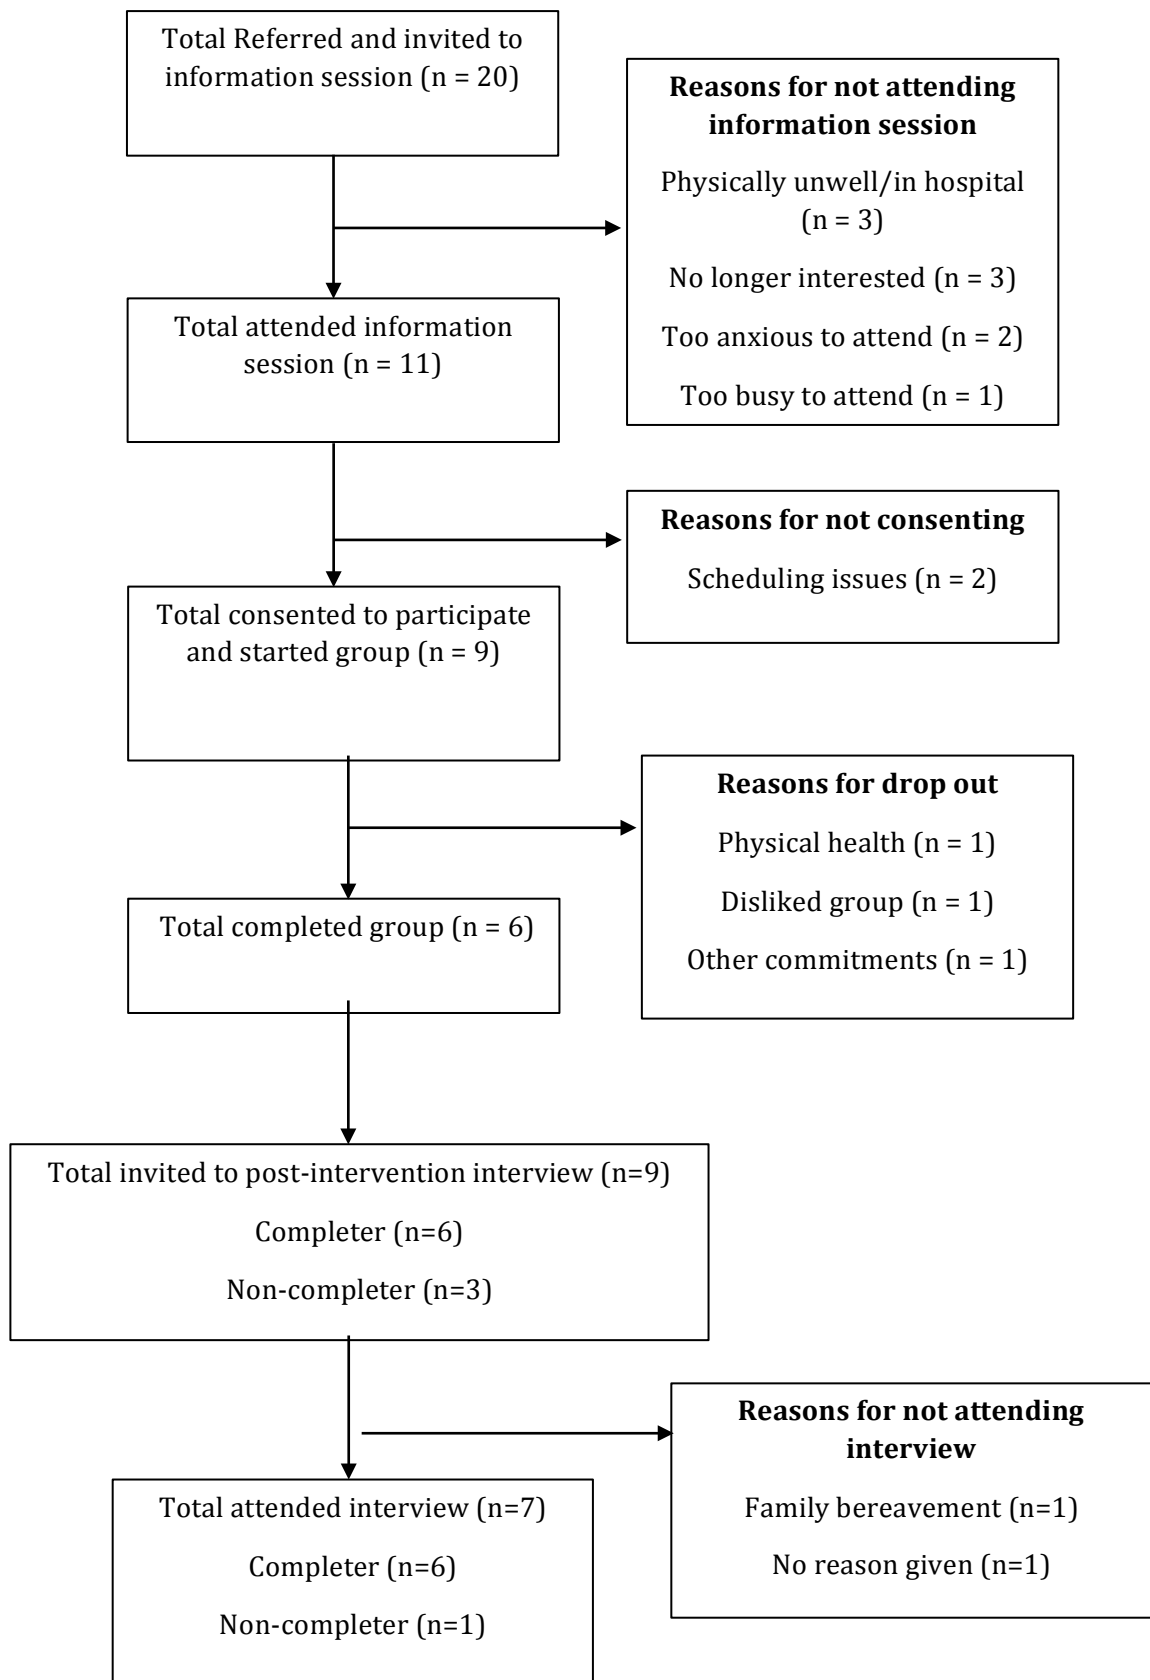 Total Referred and invited to
information session (n = 20)
Reasons for not attending
information session
Physically unwell/in hospital
(n = 3)
No longer interested (n = 3)
Too anxious to attend (n = 2)
Too busy to attend (n = 1)
Total attended information
session (n = 11)
Reasons for not consenting
Scheduling issues (n = 2)
Total consented to participate
and started group (n = 9)
Reasons for drop out
Physical health (n = 1)
Disliked group (n = 1)
Other commitments (n = 1)
Total completed group (n = 6)
Total invited to post-intervention interview (n=9)
Completer (n=6)
Non-completer (n=3)
Reasons for not attending
interview
Family bereavement (n=1)
No reason given (n=1)
Total attended interview (n=7)
Completer (n=6)
Non-completer (n=1)